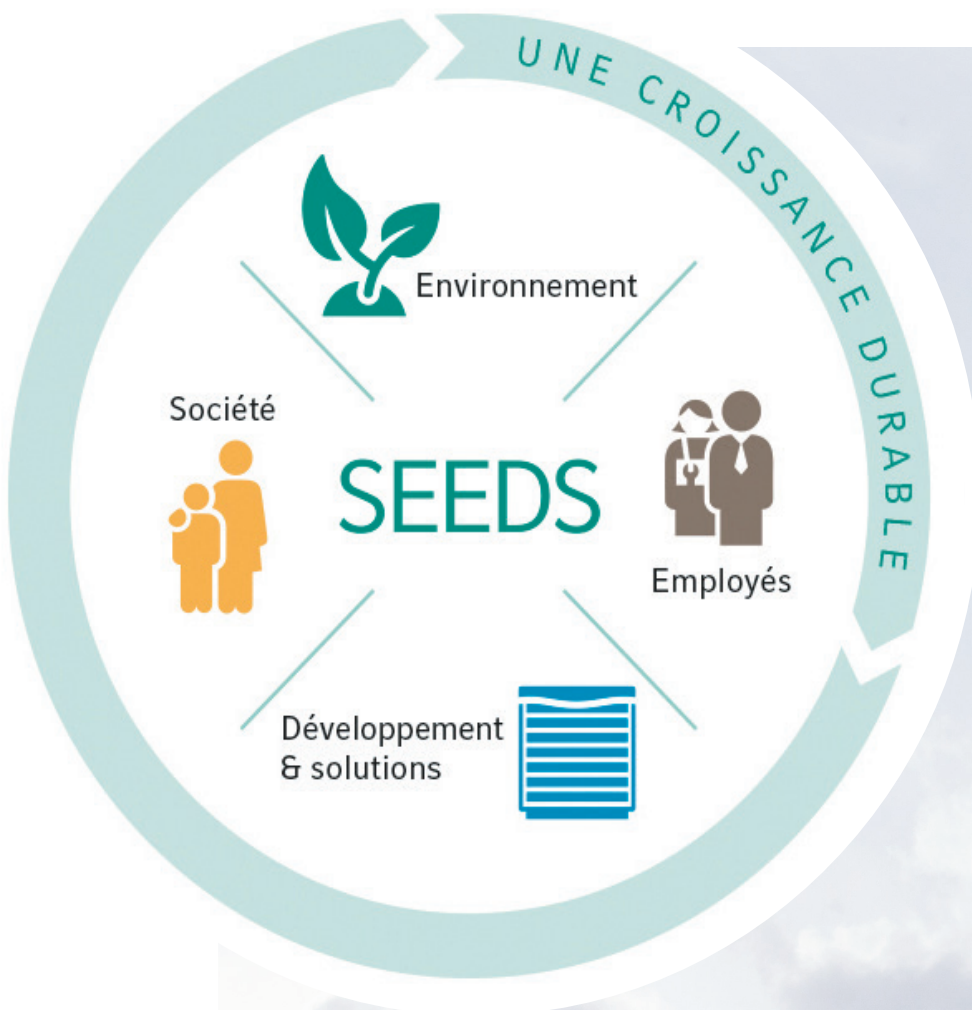 UNE CROISSANCE DURABLE
Environnement
Société
SEEDS
Employés
Développement
& solutions